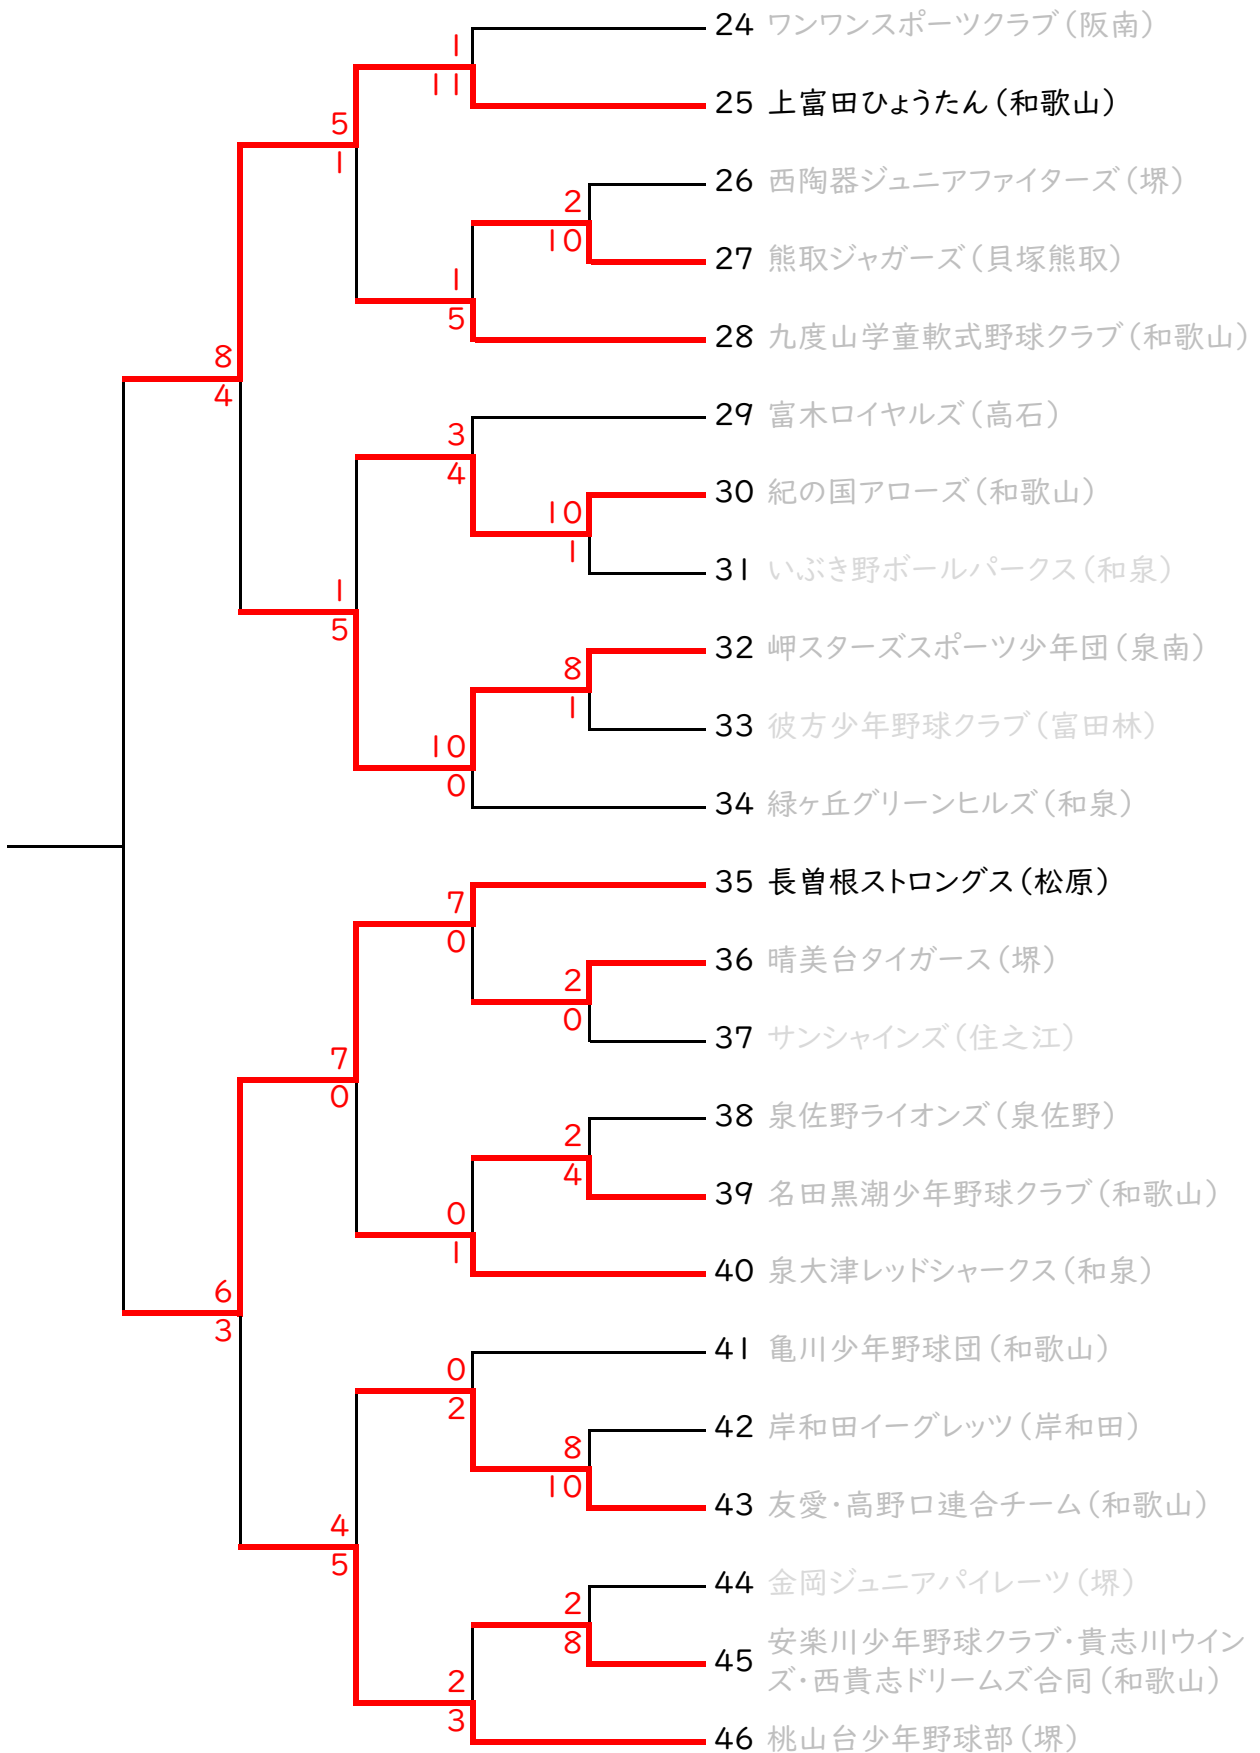 24 ワンワンスポーツクラブ(阪南)
1
11
25 上富田ひょうたん(和歌山)
5
1
26 西陶器ジュニアファイターズ(堺)
2
10
27 熊取ジャガーズ(貝塚熊取)
1
5
28 九度山学童軟式野球クラブ(和歌山)
8
4
29 富木ロイヤルズ(高石)
3
4
30 紀の国アローズ(和歌山)
10
1
31 いぶき野ボールパークス(和泉)
1
5
32 岬スターズスポーツ少年団(泉南)
8
1
33 彼方少年野球クラブ(富田林)
10
0
34 緑ヶ丘グリーンヒルズ(和泉)
35 長曽根ストロングス(松原)
7
0
36 晴美台タイガース(堺)
2
0
37 サンシャインズ(住之江)
7
0
38 泉佐野ライオンズ(泉佐野)
2
4
39 名田黒潮少年野球クラブ(和歌山)
0
1
40 泉大津レッドシャークス(和泉)
6
3
41 亀川少年野球団(和歌山)
0
2
42 岸和田イーグレッツ(岸和田)
8
10
43 友愛・高野口連合チーム(和歌山)
4
5
44 金岡ジュニアパイレーツ(堺)
2
8
45 安楽川少年野球クラブ・貴志川ウイン
ズ・西貴志ドリームズ合同(和歌山)
2
3
46 桃山台少年野球部(堺)